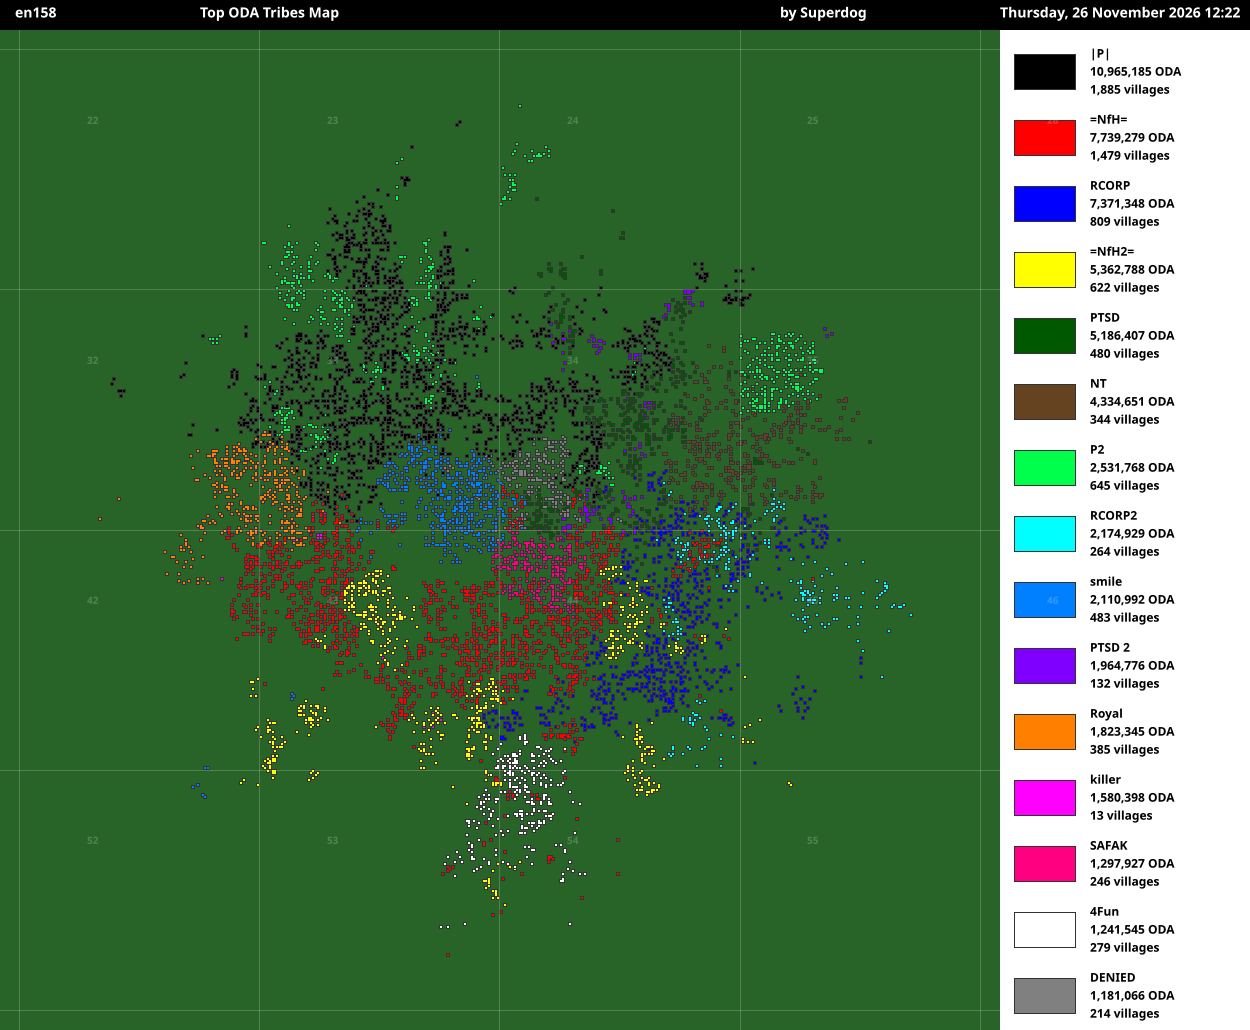 en158 Top ODA Tribes Map by Superdog Thursday, 26 November 2026 12:22
|P|
10,965,185 ODA
1,885 villages
22 23 24 25 26
=NfH=
7,739,279 ODA
1,479 villages
RCORP
7,371,348 ODA
809 villages
=NfH2=
5,362,788 ODA
622 villages
PTSD
5,186,407 ODA
480 villages
32 34
NT
4,334,651 ODA
344 villages
P2
2,531,768 ODA
645 villages
RCORP2
2,174,929 ODA
264 villages
smile
2,110,992 ODA
483 villages
42 46
PTSD 2
1,964,776 ODA
132 villages
Royal
1,823,345 ODA
385 villages
killer
1,580,398 ODA
13 villages
SAFAK
1,297,927 ODA
246 villages
52 53 54 55
4Fun
1,241,545 ODA
279 villages
DENIED
1,181,066 ODA
214 villages